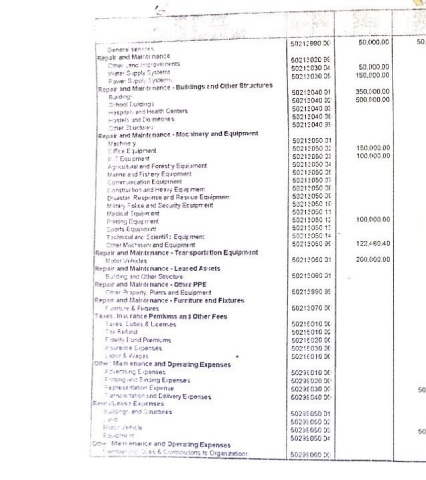 General services 50212990 00 50,000.00 50.
Repair and Maintenance
Other Land Improvements 50213020 99
Water Supply Systems 50213030 04 50,000.00
Power Supply Systems 50213030 05 150,000.00
Repair and Maintenance - Buildings and Other Structures
Buildings 50213040 01 350,000.00
School Buildings 50213040 02 500,000.00
Hospitals and Health Centers 50213040 03
Hostels and Dormitories 50213040 06
Other Structures 50213040 99
Repair and Maintenance - Machinery and Equipment
Machinery 50213050 01
Office Equipment 50213050 02 150,000.00
ICT Equipment 50213050 03 100,000.00
Agricultural and Forestry Equipment 50213050 04
Marine and Fishery Equipment 50213050 05
Communication Equipment 50213050 07
Construction and Heavy Equipment 50213050 08
Disaster Response and Rescue Equipment 50213050 09
Military Police and Security Equipment 50213050 10
Medical Equipment 50213050 11
Printing Equipment 50213050 12 100,000.00
Sports Equipment 50213050 13
Technical and Scientific Equipment 50213050 14
Other Machinery and Equipment 50213050 99 122,460.40
Repair and Maintenance - Transportation Equipment
Motor Vehicles 50213060 01 200,000.00
Repair and Maintenance - Leased Assets
Building and Other Structure 50213080 01
Repair and Maintenance - Other PPE
Other Property, Plants and Equipment 50213990 99
Repair and Maintenance - Furniture and Fixtures
Furniture & Fixtures 50213070 00
Taxes, Insurance Premiums and Other Fees
Taxes, Duties & Licenses 50215010 00
Tax Refund 50215010 02
Fidelity Bond Premiums 50215020 00
Insurance Expenses 50215030 00
Labor & Wages 50216010 00
Other Maintenance and Operating Expenses
Advertising Expenses 50299010 00
Printing and Binding Expenses 50299020 00
Representation Expense 50299030 00
Transportation and Delivery Expenses 50299040 00
Rent/Lease Expenses
Buildings and Structures 50299050 01
Land 50299050 02
Motor Vehicle 50299050 03
Equipment 50299050 04
Other Maintenance and Operating Expenses
Membership Dues & Contributions to Organizations 50299060 00